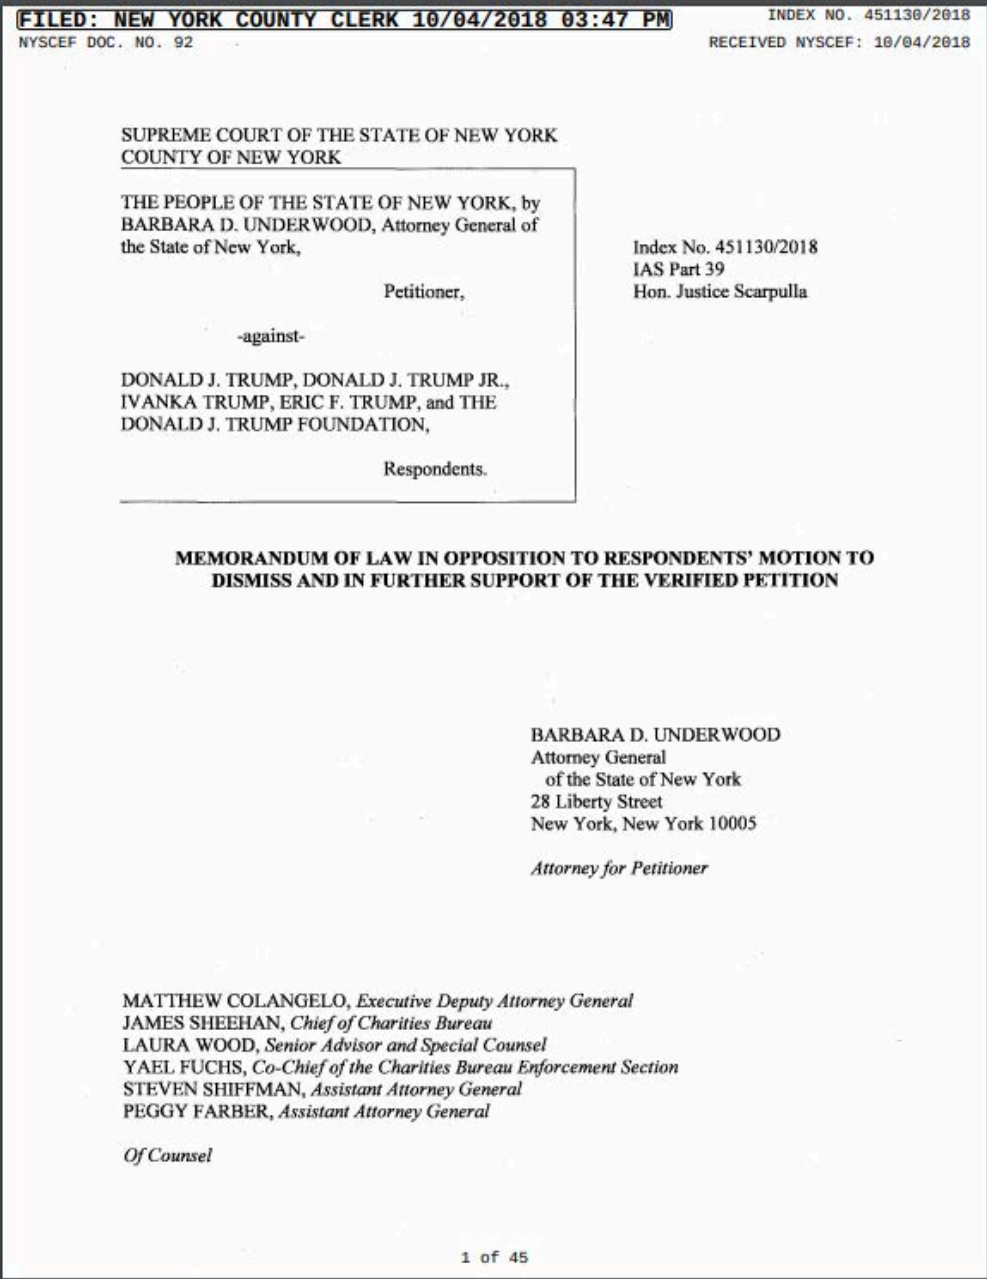 FILED: NEW YORK COUNTY CLERK 10/04/2018 03:47 PM
INDEX NO. 451130/2018
NYSCEF DOC. NO. 92
RECEIVED NYSCEF: 10/04/2018
SUPREME COURT OF THE STATE OF NEW YORK
COUNTY OF NEW YORK
THE PEOPLE OF THE STATE OF NEW YORK, by
BARBARA D. UNDERWOOD, Attorney General of
the State of New York,
Petitioner,
-against-
DONALD J. TRUMP, DONALD J. TRUMP JR.,
IVANKA TRUMP, ERIC F. TRUMP, and THE
DONALD J. TRUMP FOUNDATION,
Respondents.
Index No. 451130/2018
IAS Part 39
Hon. Justice Scarpulla
MEMORANDUM OF LAW IN OPPOSITION TO RESPONDENTS' MOTION TO
DISMISS AND IN FURTHER SUPPORT OF THE VERIFIED PETITION
BARBARA D. UNDERWOOD
Attorney General
of the State of New York
28 Liberty Street
New York, New York 10005
Attorney for Petitioner
MATTHEW COLANGELO, Executive Deputy Attorney General
JAMES SHEEHAN, Chief of Charities Bureau
LAURA WOOD, Senior Advisor and Special Counsel
YAEL FUCHS, Co-Chief of the Charities Bureau Enforcement Section
STEVEN SHIFFMAN, Assistant Attorney General
PEGGY FARBER, Assistant Attorney General
Of Counsel
1 of 45